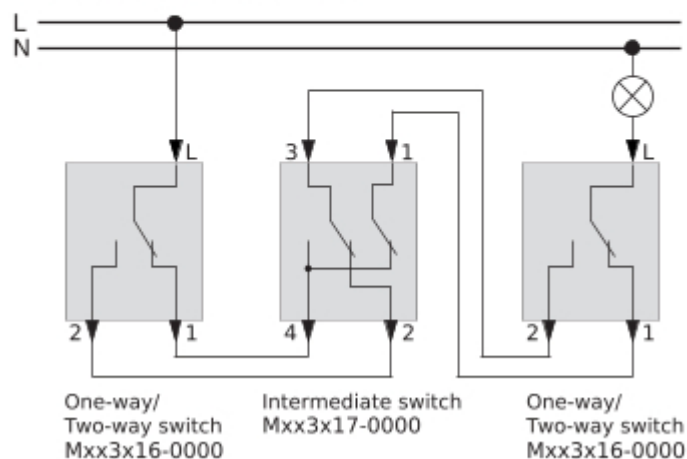 L
N
L
3
1
L
2
1
4
2
2
1
One-way/
Two-way switch
Mxx3x16-0000
Intermediate switch
Mxx3x17-0000
One-way/
Two-way switch
Mxx3x16-0000